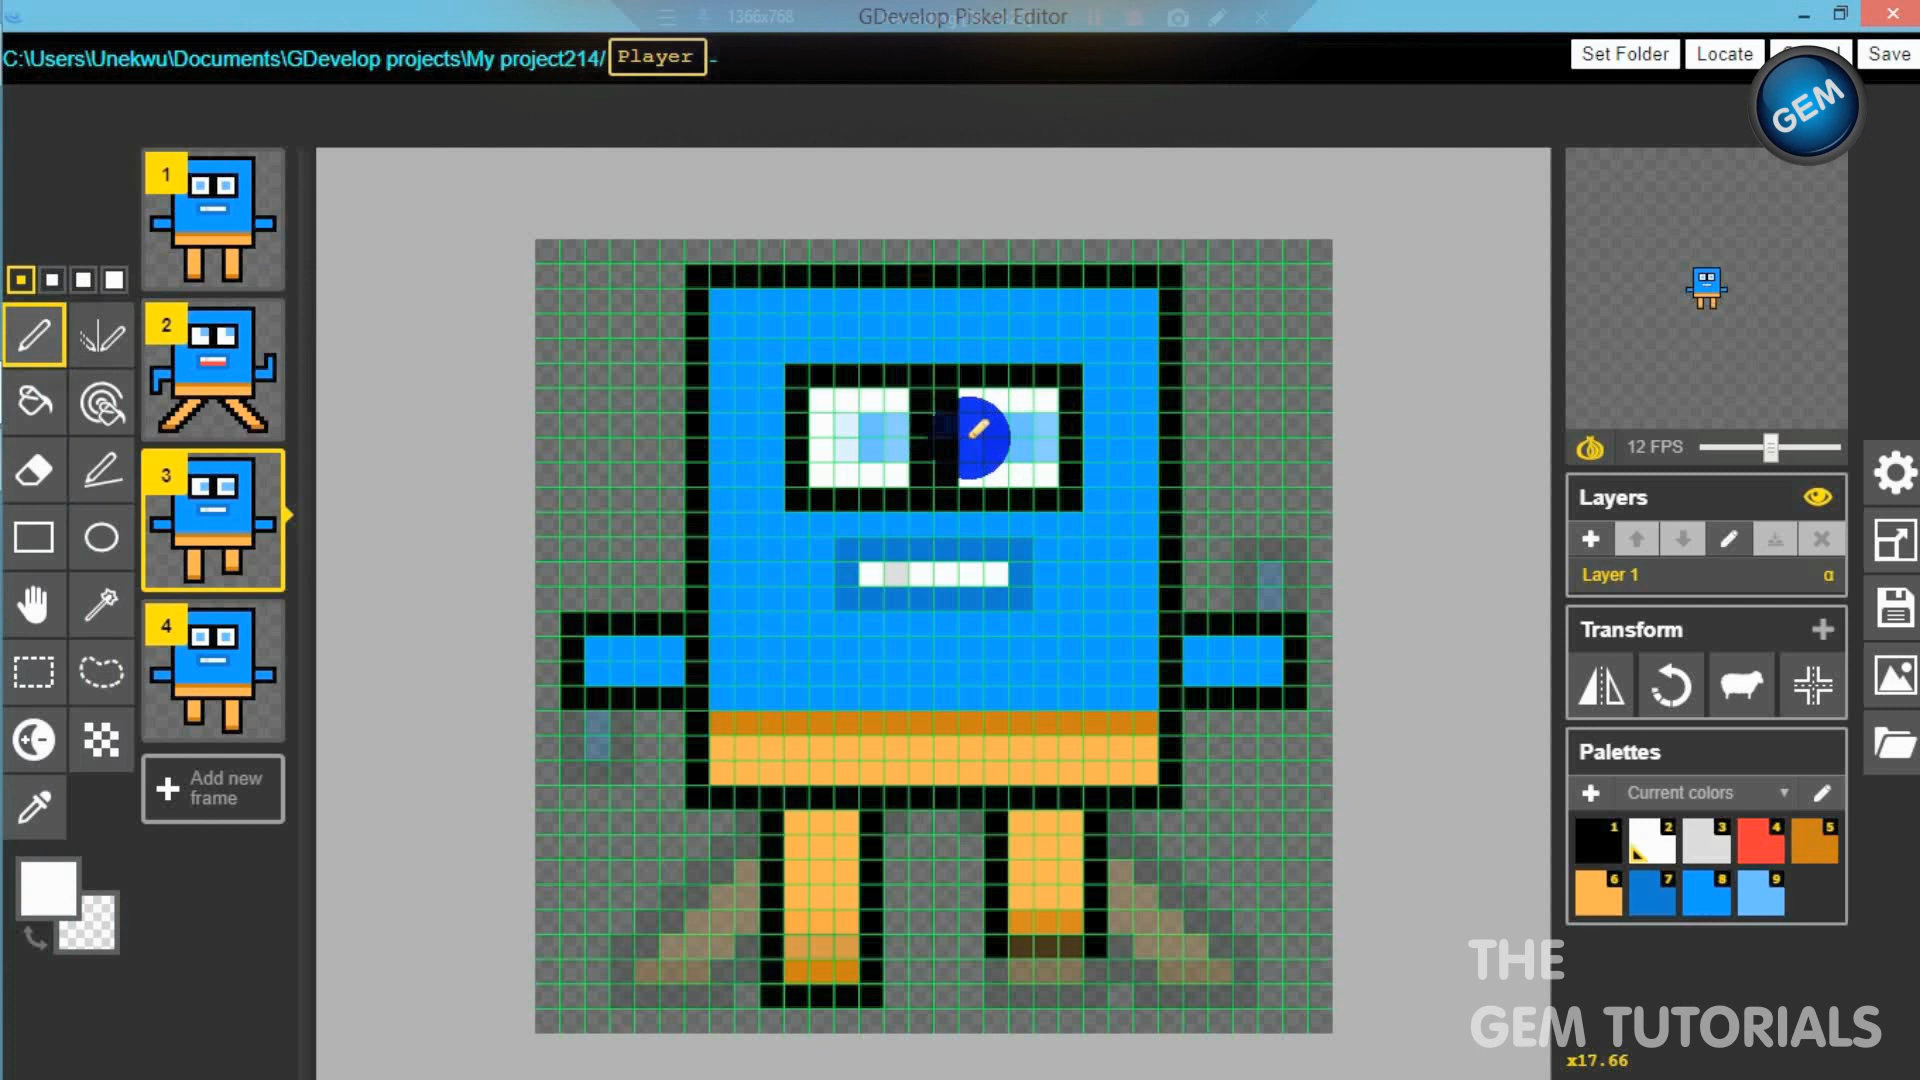 1366x768
GDevelop Piskel Editor
C:\Users\Unekwu\Documents\GDevelop projects\My project214/ Player -
Set Folder
Locate
Save
GEM
1
2
3
4
Add new
frame
12 FPS
Layers
Layer 1
α
Transform
Palettes
Current colors
1 2 3 4 5
6 7 8 9
THE
GEM TUTORIALS
x17.66